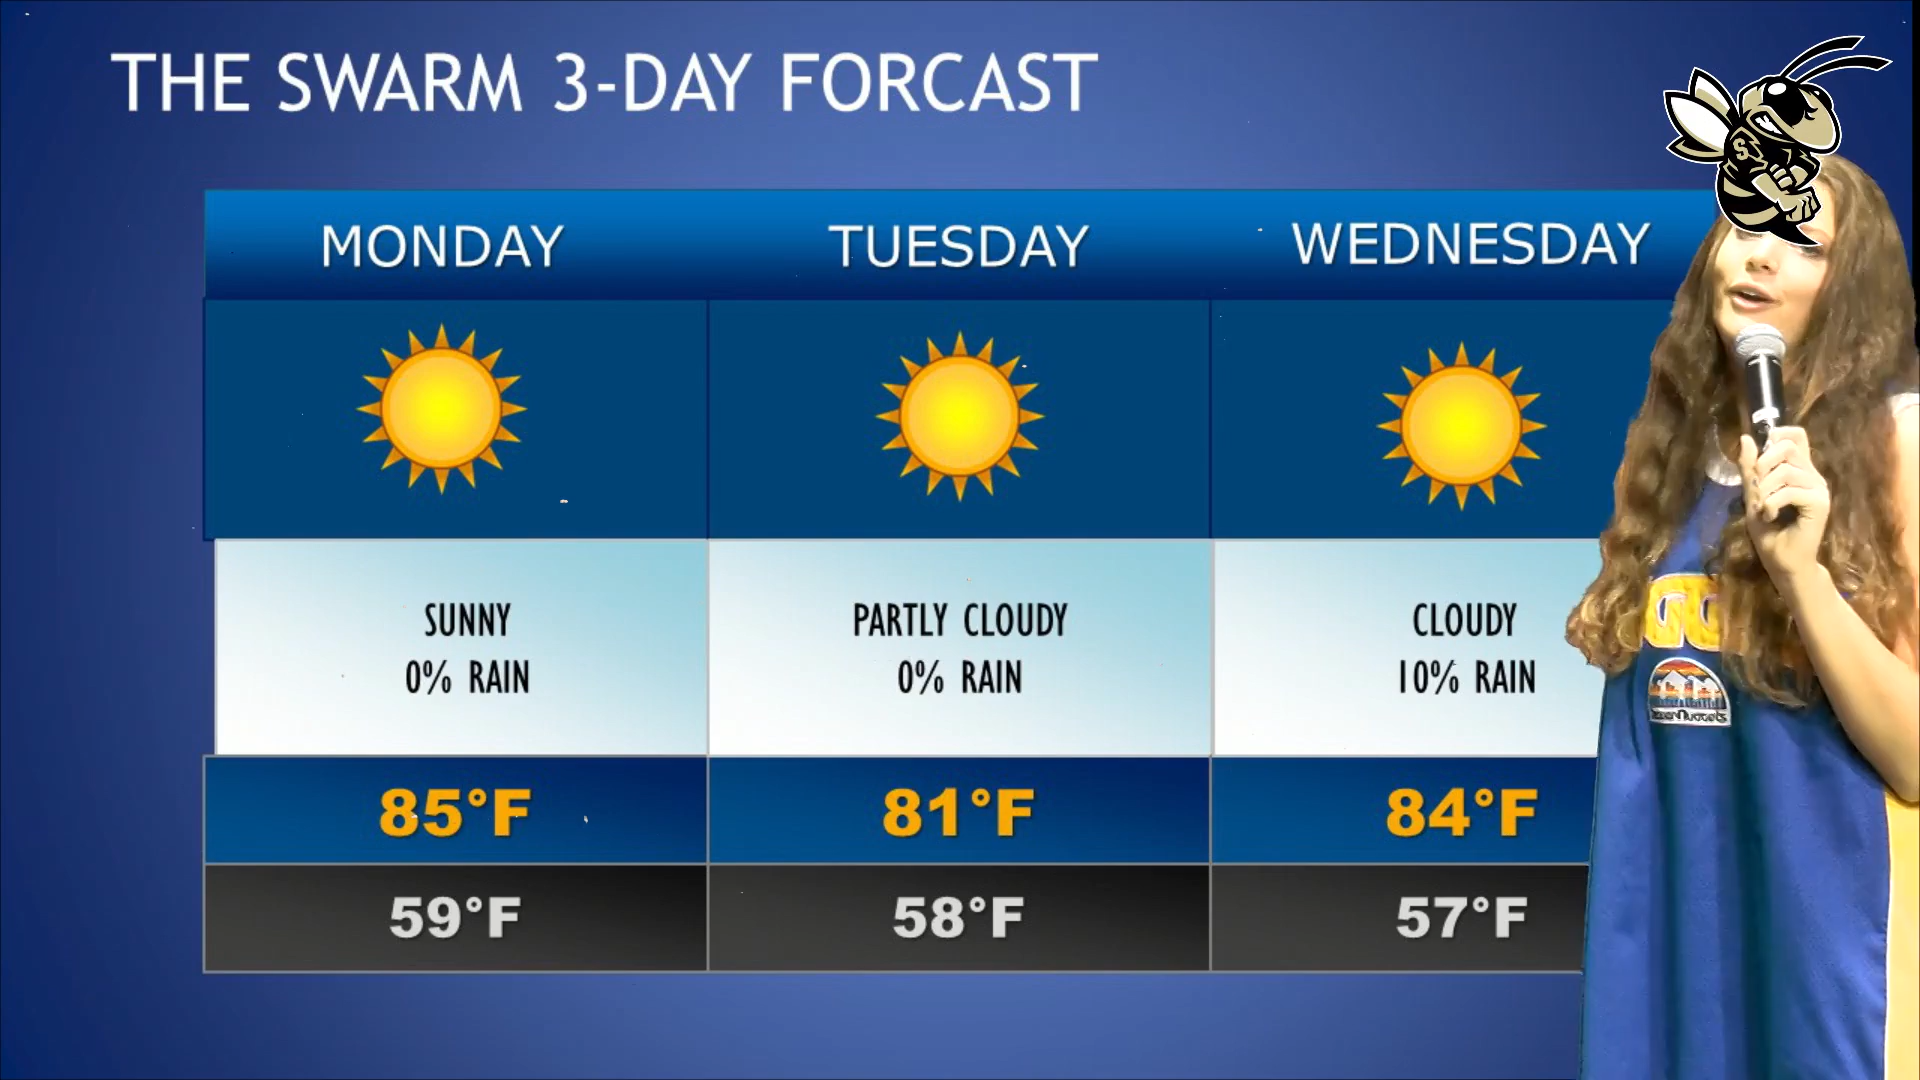 THE SWARM 3-DAY FORCAST
MONDAY TUESDAY WEDNESDAY
SUNNY PARTLY CLOUDY CLOUDY
0% RAIN 0% RAIN 10% RAIN
85°F 81°F 84°F
59°F 58°F 57°F
S
Nuggets